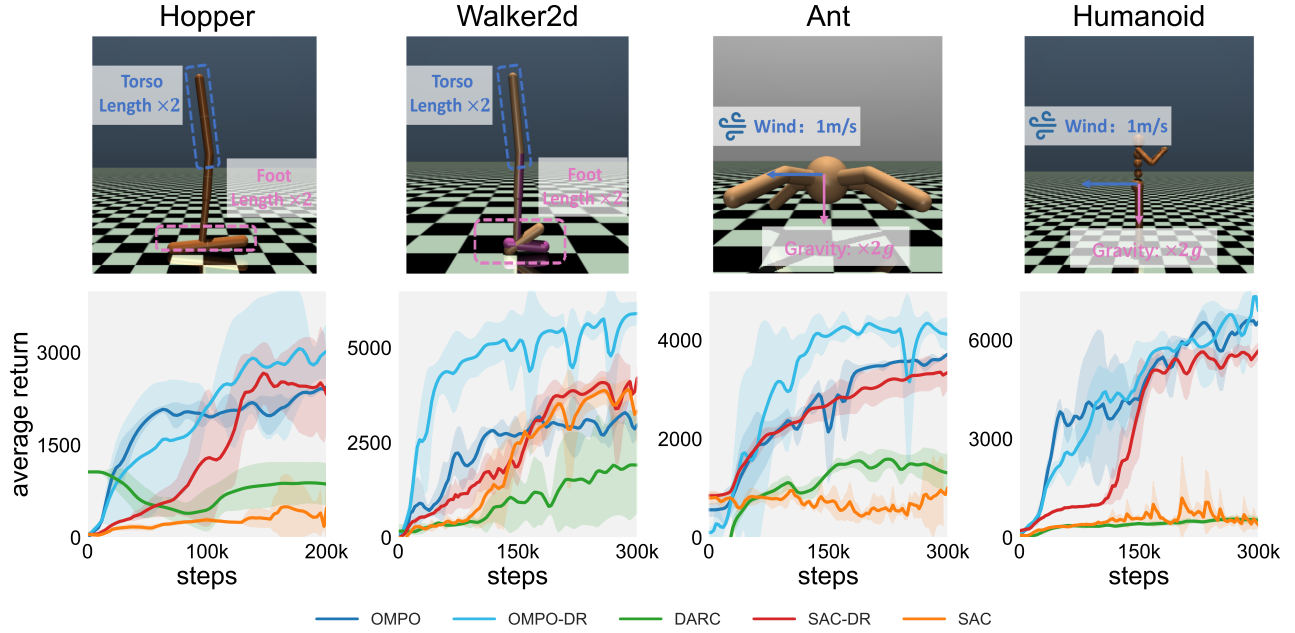 Hopper
Walker2d
Ant
Humanoid
Torso
Length ×2
Foot
Length ×2
Torso
Length ×2
Foot
Length ×2
Wind: 1m/s
Gravity: ×2g
Wind: 1m/s
Gravity: ×2g
average return
3000
1500
0
0
100k
200k
steps
5000
2500
0
0
150k
300k
steps
4000
2000
0
0
150k
300k
steps
6000
3000
0
0
150k
300k
steps
OMPO
OMPO-DR
DARC
SAC-DR
SAC